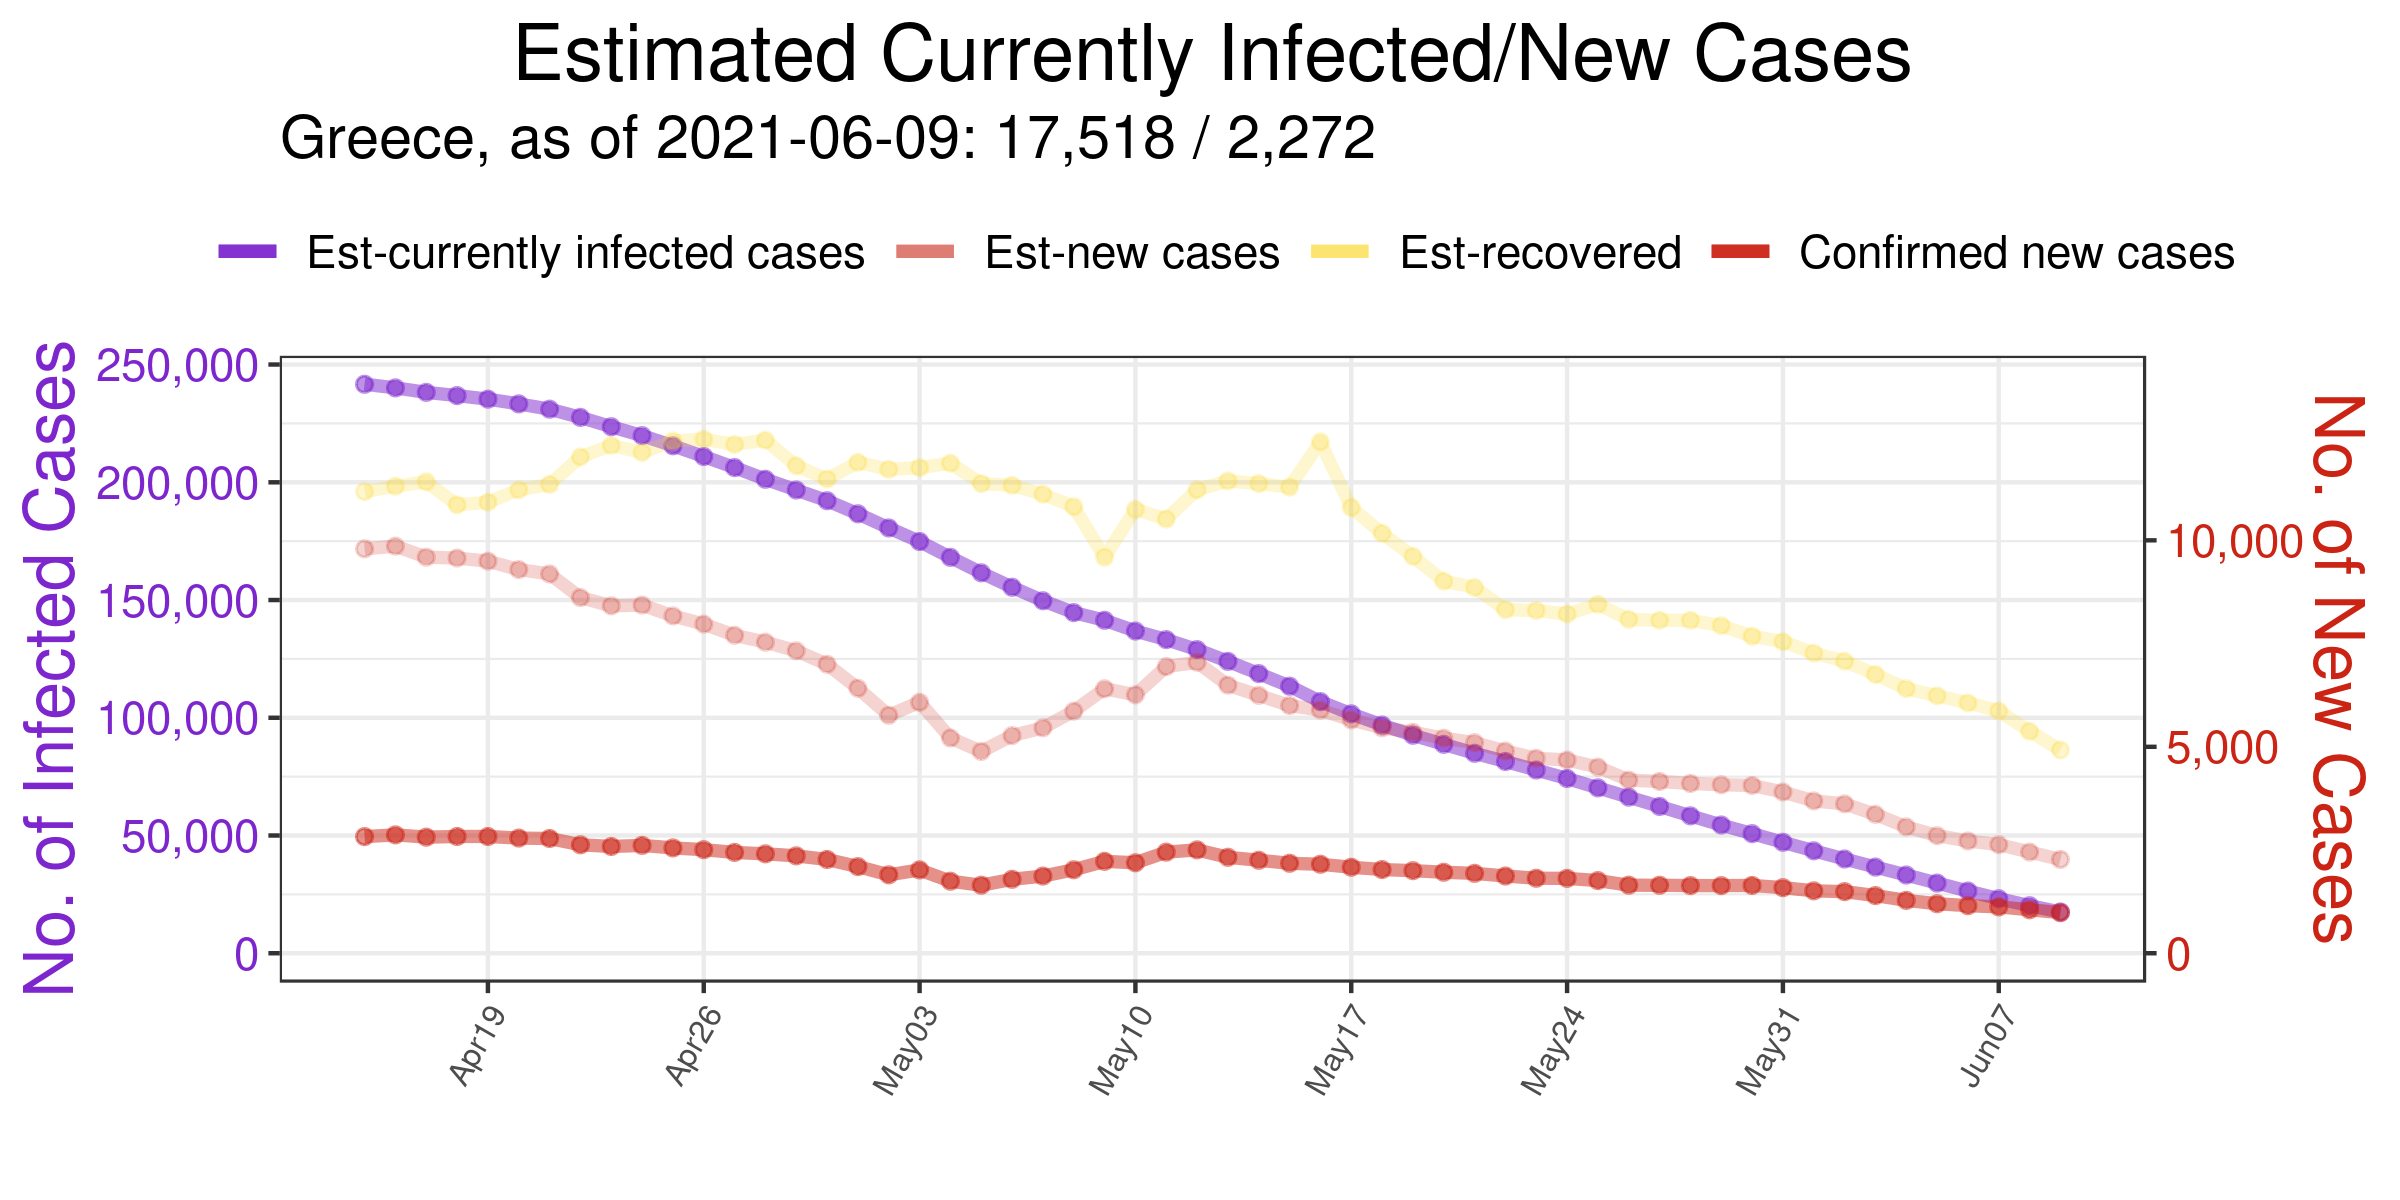 Estimated Currently Infected/New Cases
Greece, as of 2021-06-09: 17,518 / 2,272
Est-currently infected cases Est-new cases Est-recovered Confirmed new cases
No. of Infected Cases
250,000
200,000
150,000
100,000
50,000
0
10,000
5,000
0
No. of New Cases
Apr19 Apr26 May03 May10 May17 May24 May31 Jun07